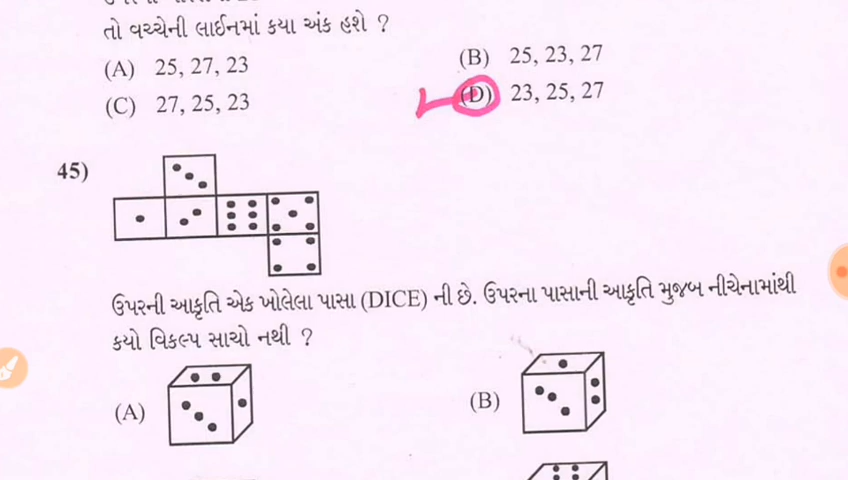 તો વચ્ચેની લાઈનમાં કયા અંક હશે ?
(A) 25, 27, 23 (B) 25, 23, 27
(C) 27, 25, 23 (D) 23, 25, 27
45)
ઉપરની આકૃતિ એક ખોલેલા પાસા (DICE) ની છે. ઉપરના પાસાની આકૃતિ મુજબ નીચેનામાંથી
કયો વિકલ્પ સાચો નથી ?
(A) (B)